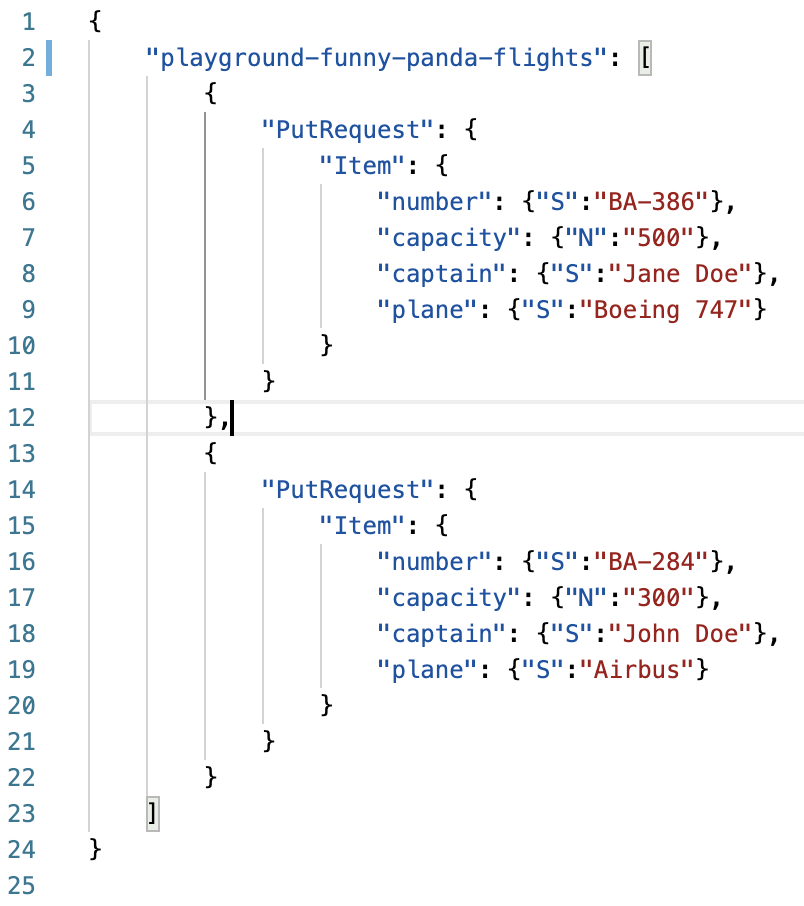 1 {
2 "playground-funny-panda-flights": [
3 {
4 "PutRequest": {
5 "Item": {
6 "number": {"S":"BA-386"},
7 "capacity": {"N":"500"},
8 "captain": {"S":"Jane Doe"},
9 "plane": {"S":"Boeing 747"}
10 }
11 }
12 },
13 {
14 "PutRequest": {
15 "Item": {
16 "number": {"S":"BA-284"},
17 "capacity": {"N":"300"},
18 "captain": {"S":"John Doe"},
19 "plane": {"S":"Airbus"}
20 }
21 }
22 }
23 ]
24 }
25